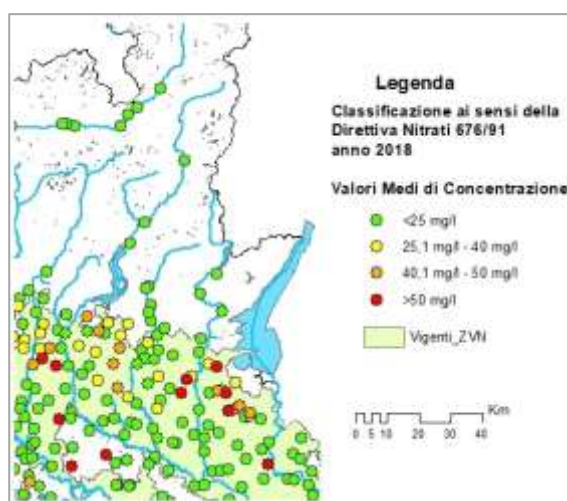 Legenda
Classificazione ai sensi della
Direttiva Nitrati 676/91
anno 2018
Valori Medi di Concentrazione
<25 mg/l
25,1 mg/l - 40 mg/l
40,1 mg/l - 50 mg/l
>50 mg/l
Vigenti_ZVN
Km
0 5 10 20 30 40